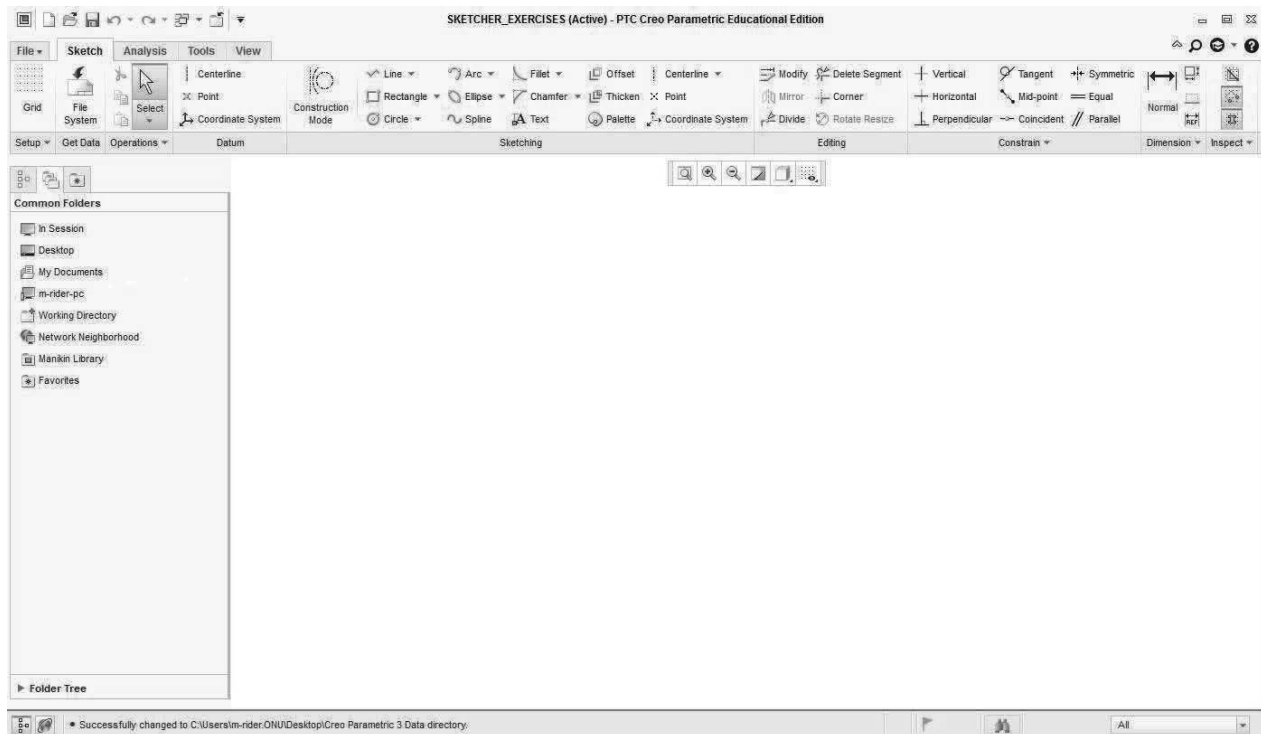 SKETCHER_EXERCISES (Active) - PTC Creo Parametric Educational Edition
File Sketch Analysis Tools View
Centerline Line Arc Fillet Offset Centerline Modify Delete Segment Vertical Tangent Symmetric
Point Rectangle Ellipse Chamfer Thicken Point Mirror Corner Horizontal Mid-point Equal
Grid File System Select Coordinate System Construction Mode Circle Spline Text Palette Coordinate System Divide Rotate Resize Perpendicular Coincident Parallel Normal REF
Setup Get Data Operations Datum Sketching Editing Constrain Dimension Inspect
Common Folders
In Session
Desktop
My Documents
m-rider-pc
Working Directory
Network Neighborhood
Manikin Library
Favorites
Folder Tree
• Successfully changed to C:\Users\m-rider.ONU\Desktop\Creo Parametric 3 Data directory. All